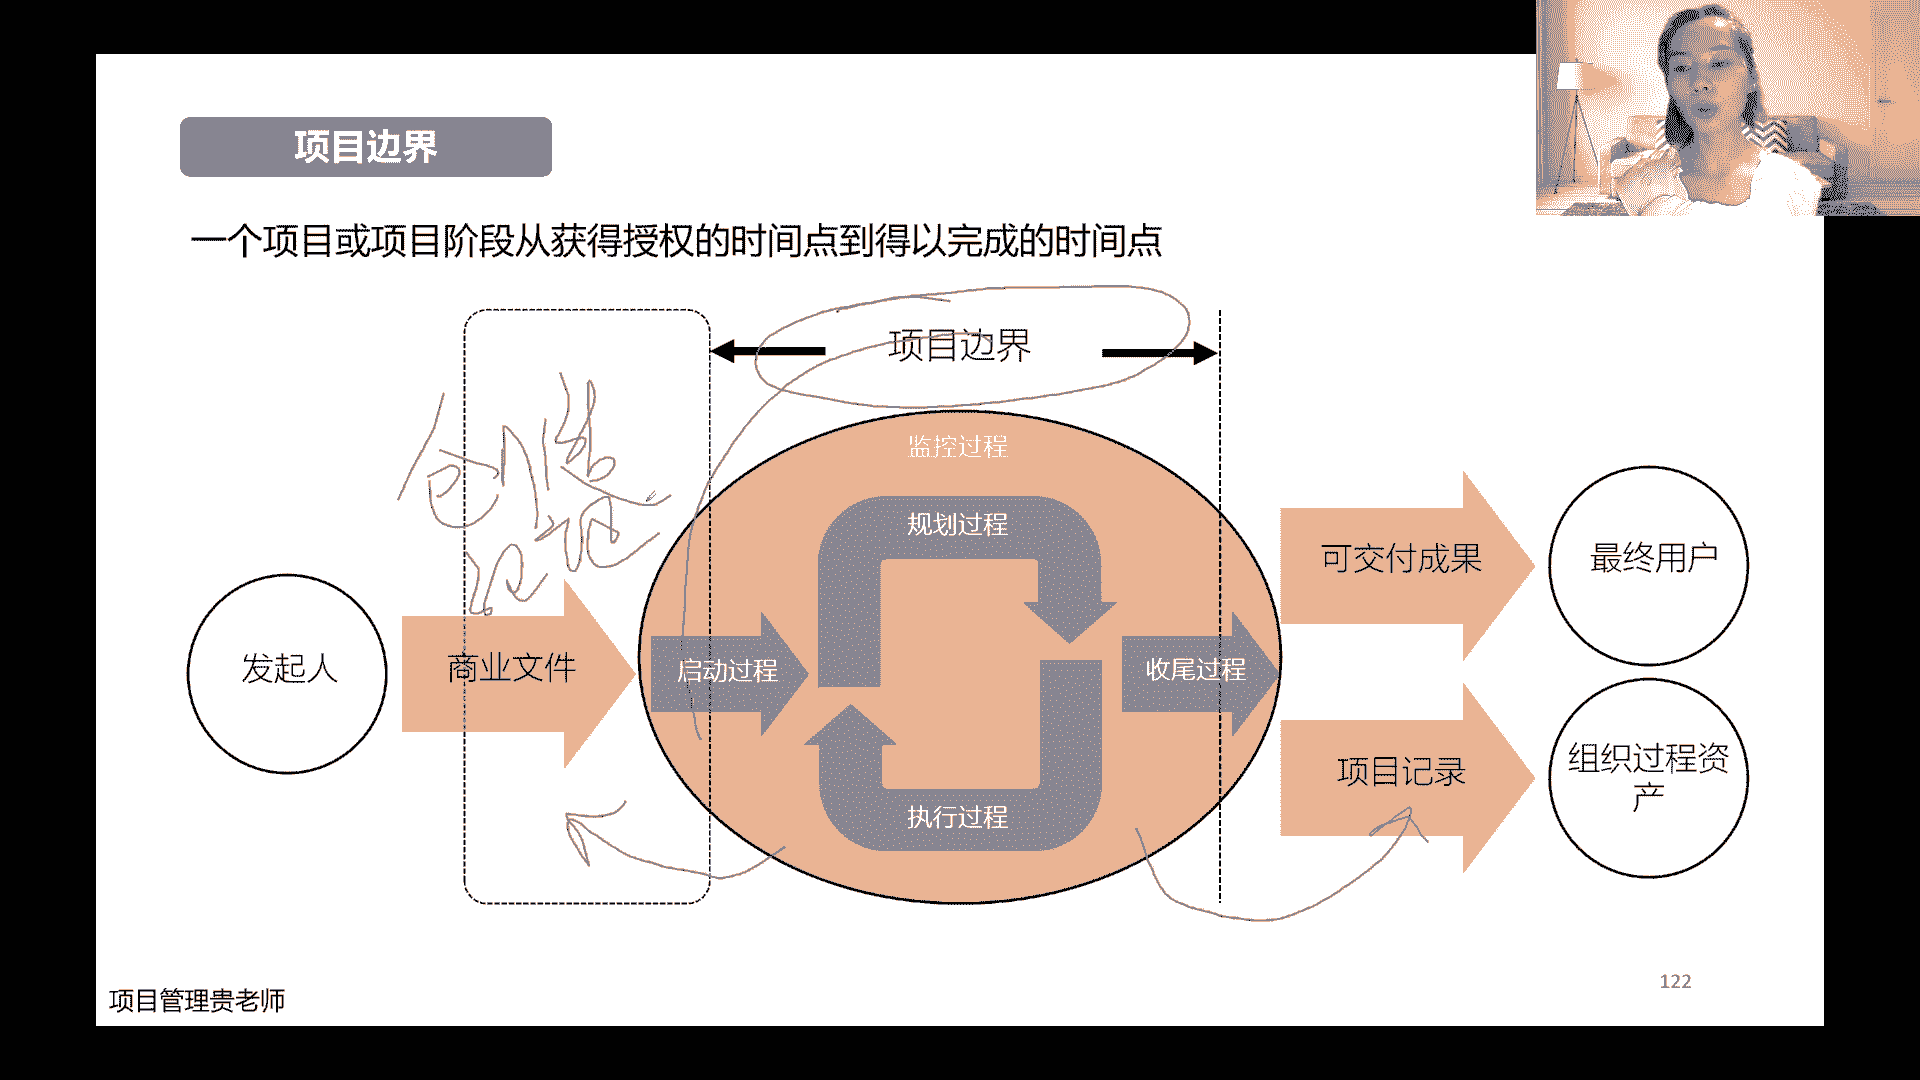 项目边界
一个项目或项目阶段从获得授权的时间点到得以完成的时间点
项目边界
监控过程
规划过程
发起人
商业文件
启动过程
收尾过程
执行过程
可交付成果
最终用户
项目记录
组织过程资
产
创造
122
项目管理贵老师